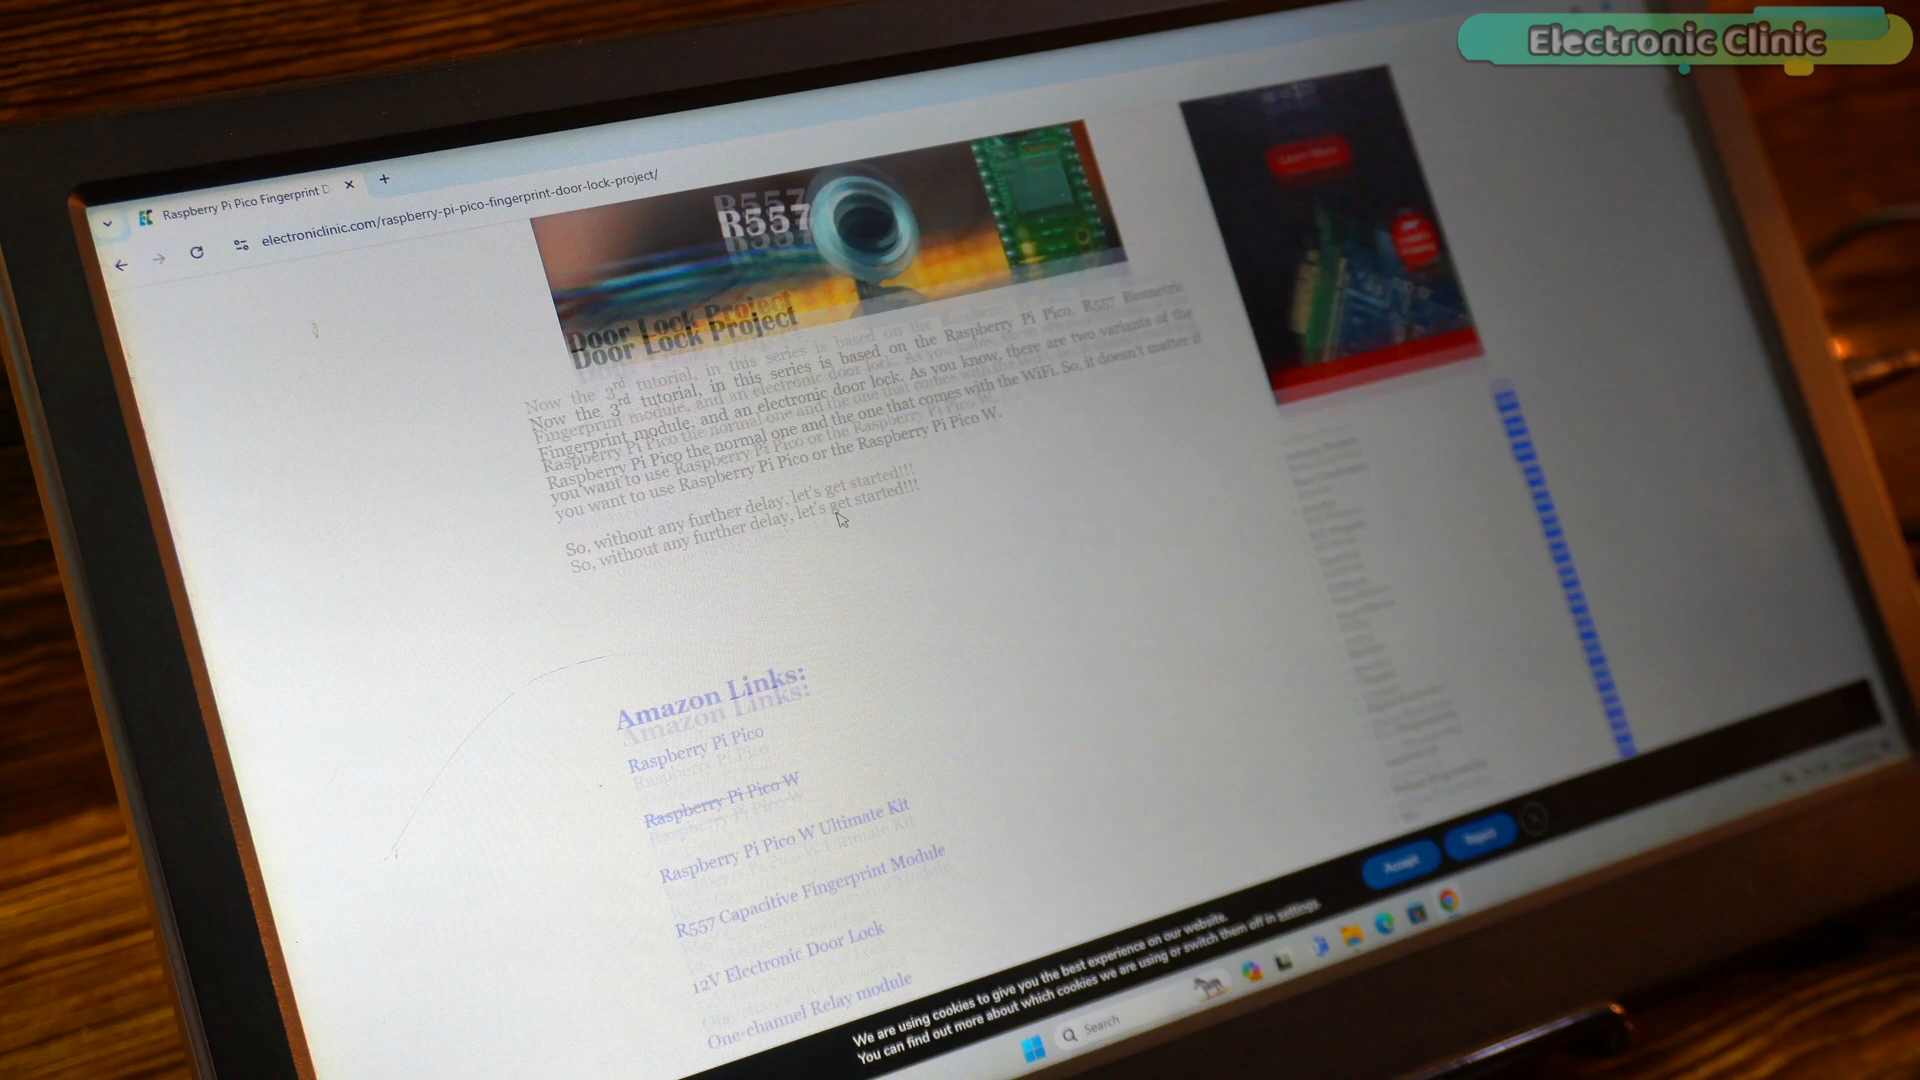 Electronic Clinic
Raspberry Pi Pico Fingerprint D
electroniclinic.com/raspberry-pi-pico-fingerprint-door-lock-project/
R557
Door Lock Project
Learn More
Now the 3rd tutorial, in this series is based on the Raspberry Pi Pico, R557 Biometric
Fingerprint module, and an electronic door lock. As you know, there are two variants of the
Raspberry Pi Pico the normal one and the one that comes with the WiFi. So, it doesn't matter if
you want to use Raspberry Pi Pico or the Raspberry Pi Pico W.
So, without any further delay, let's get started!!!
Amazon Links:
Raspberry Pi Pico
Raspberry Pi Pico W
Raspberry Pi Pico W Ultimate Kit
R557 Capacitive Fingerprint Module
12V Electronic Door Lock
One-channel Relay module
We are using cookies to give you the best experience on our website.
You can find out more about which cookies we are using or switch them off in settings.
Accept
Reject
Search